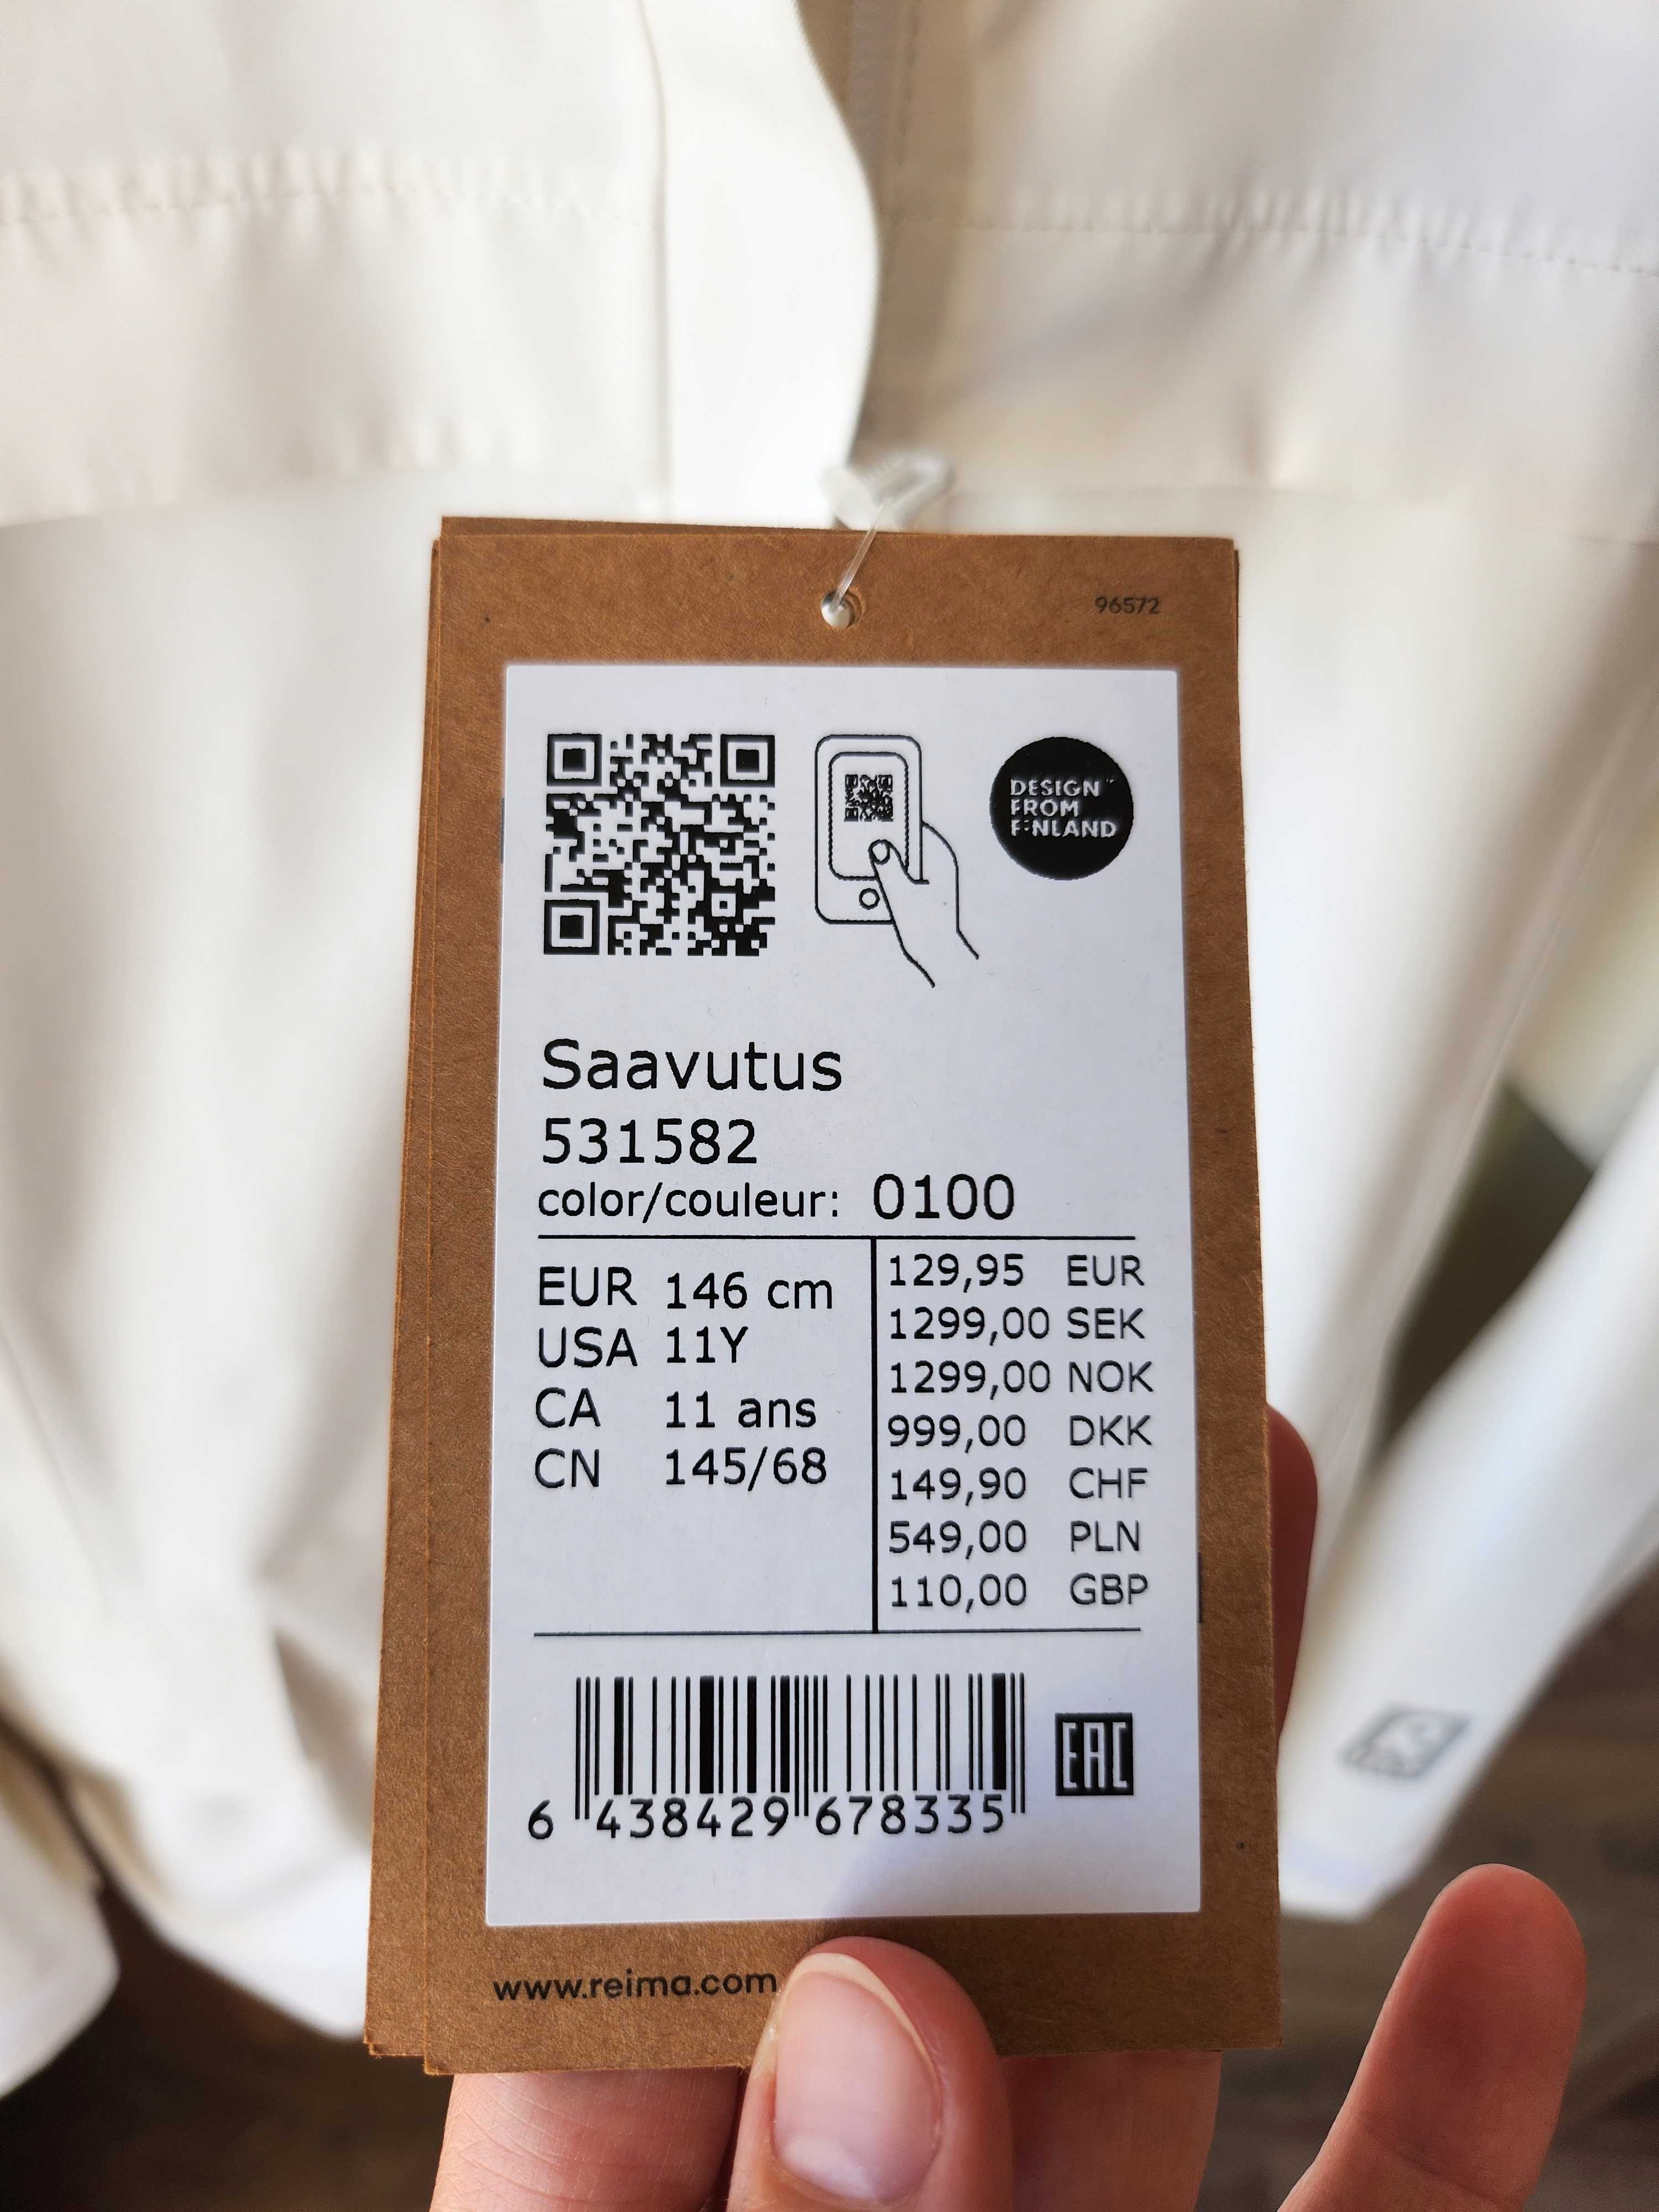 96572
DESIGN
FROM
FINLAND
Saavutus
531582
color/couleur: 0100
EUR 146 cm
USA 11Y
CA 11 ans
CN 145/68
129,95 EUR
1299,00 SEK
1299,00 NOK
999,00 DKK
149,90 CHF
549,00 PLN
110,00 GBP
6 438429 678335
EAC
www.reima.com